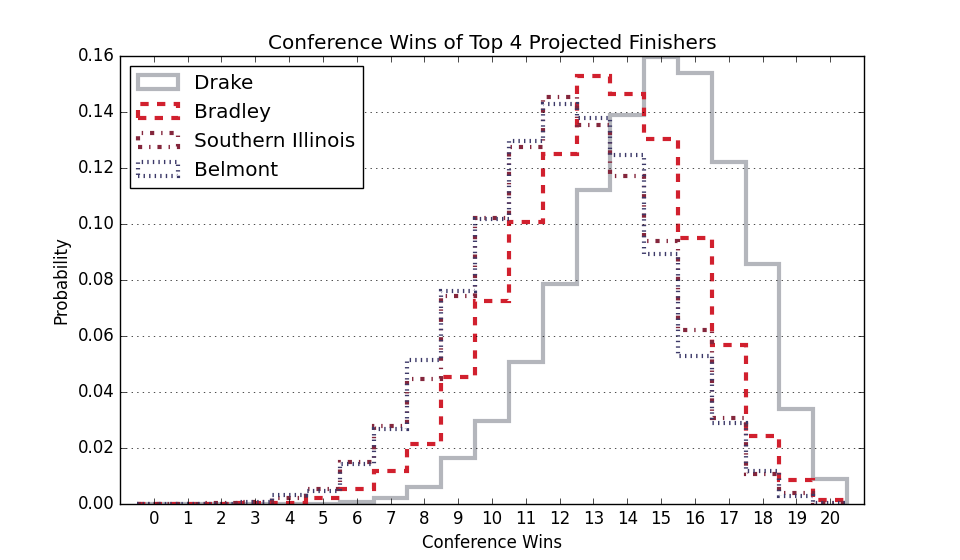 Conference Wins of Top 4 Projected Finishers
Drake
Bradley
Southern Illinois
Belmont
0.16
0.14
0.12
0.10
0.08
0.06
0.04
0.02
0.00
Probability
0 1 2 3 4 5 6 7 8 9 10 11 12 13 14 15 16 17 18 19 20
Conference Wins